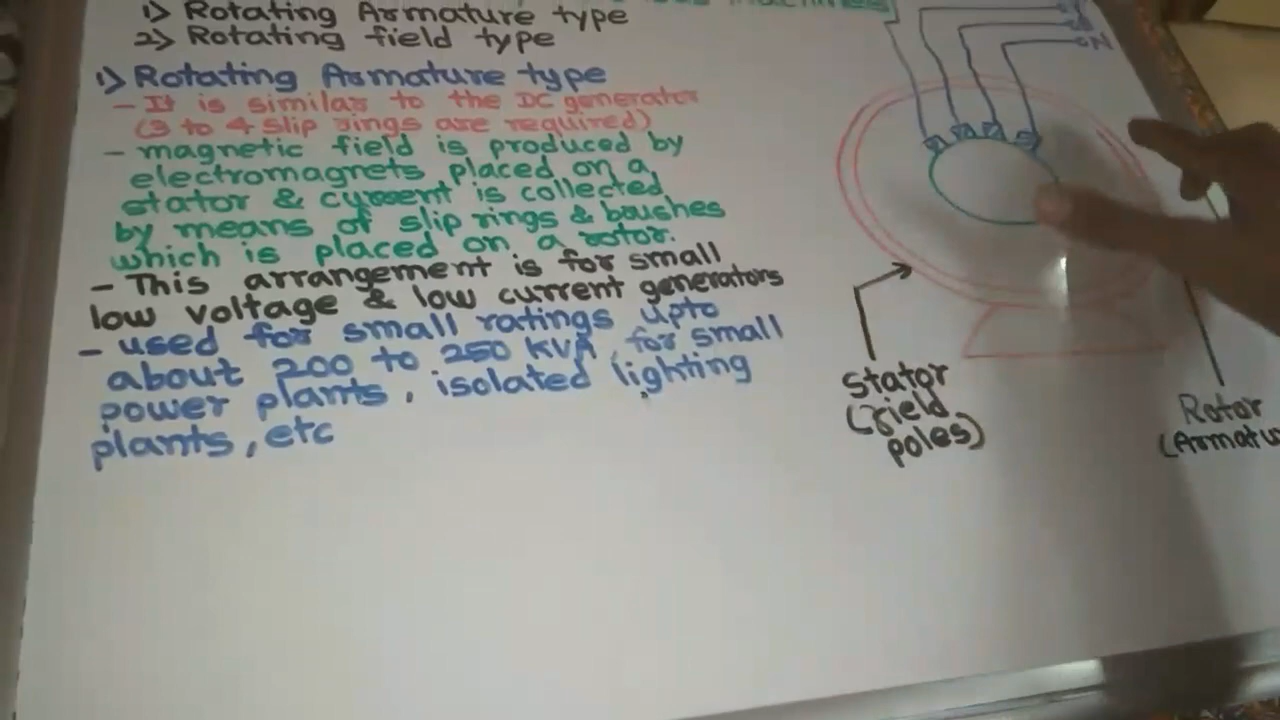 1) Rotating Armature type
2) Rotating field type
1) Rotating Armature type
- It is similar to the DC generator
(3 to 4 slip rings are required)
- magnetic field is produced by
electromagnets placed on a
stator & current is collected
by means of slip rings & boushes
which is placed on a rotor.
- This arrangement is for small
low voltage & low current generators
- used for small ratings upto
about 200 to 250 KVA, for small
power plants, isolated lighting
plants, etc
N
Stator
(field
poles)
Rotor
(Armatu